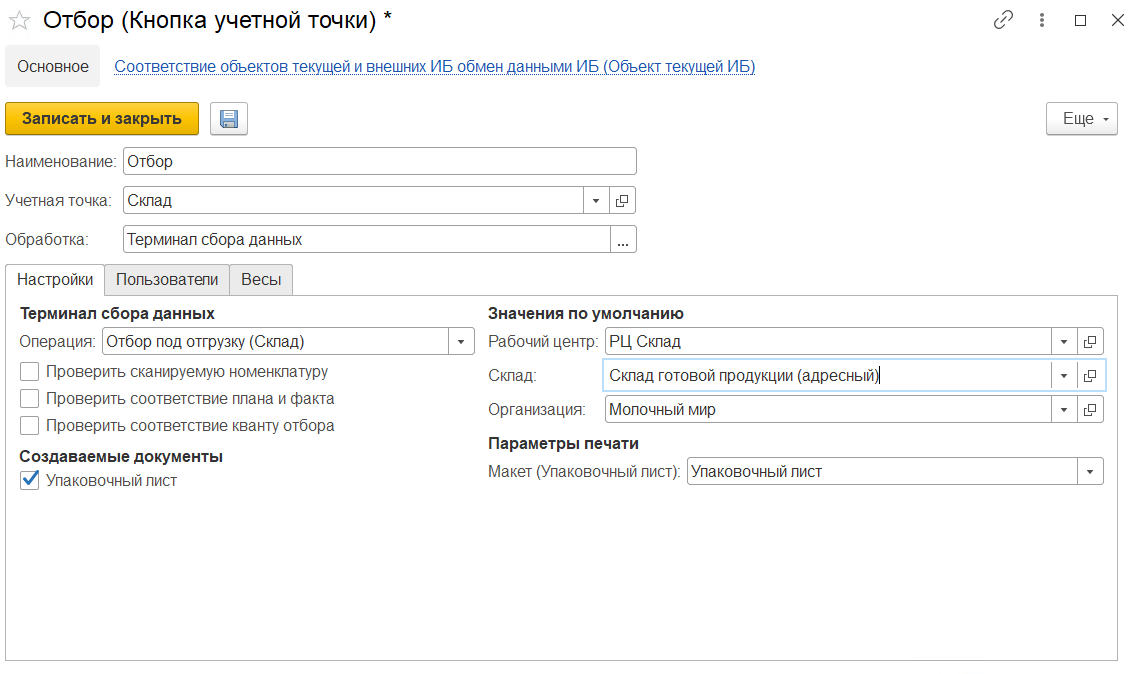 Отбор (Кнопка учетной точки) *
Основное Соответствие объектов текущей и внешних ИБ обмен данными ИБ (Объект текущей ИБ)
Записать и закрыть Еще
Наименование: Отбор
Учетная точка: Склад
Обработка: Терминал сбора данных ...
Настройки Пользователи Весы
Терминал сбора данных
Операция: Отбор под отгрузку (Склад)
Проверить сканируемую номенклатуру
Проверить соответствие плана и факта
Проверить соответствие кванту отбора
Создаваемые документы
Упаковочный лист
Значения по умолчанию
Рабочий центр: РЦ Склад
Склад: Склад готовой продукции (адресный)
Организация: Молочный мир
Параметры печати
Макет (Упаковочный лист): Упаковочный лист